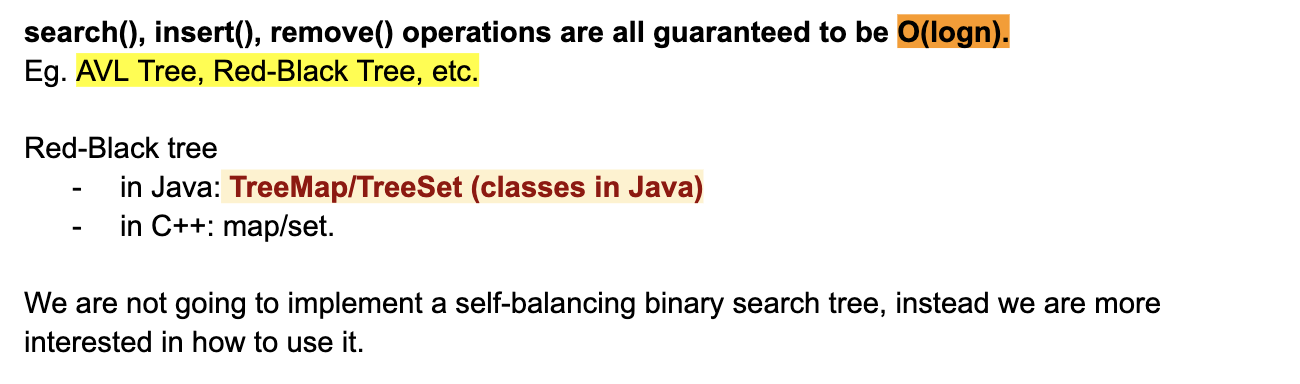 search(), insert(), remove() operations are all guaranteed to be O(logn).
Eg. AVL Tree, Red-Black Tree, etc.
Red-Black tree
- in Java: TreeMap/TreeSet (classes in Java)
- in C++: map/set.
We are not going to implement a self-balancing binary search tree, instead we are more
interested in how to use it.